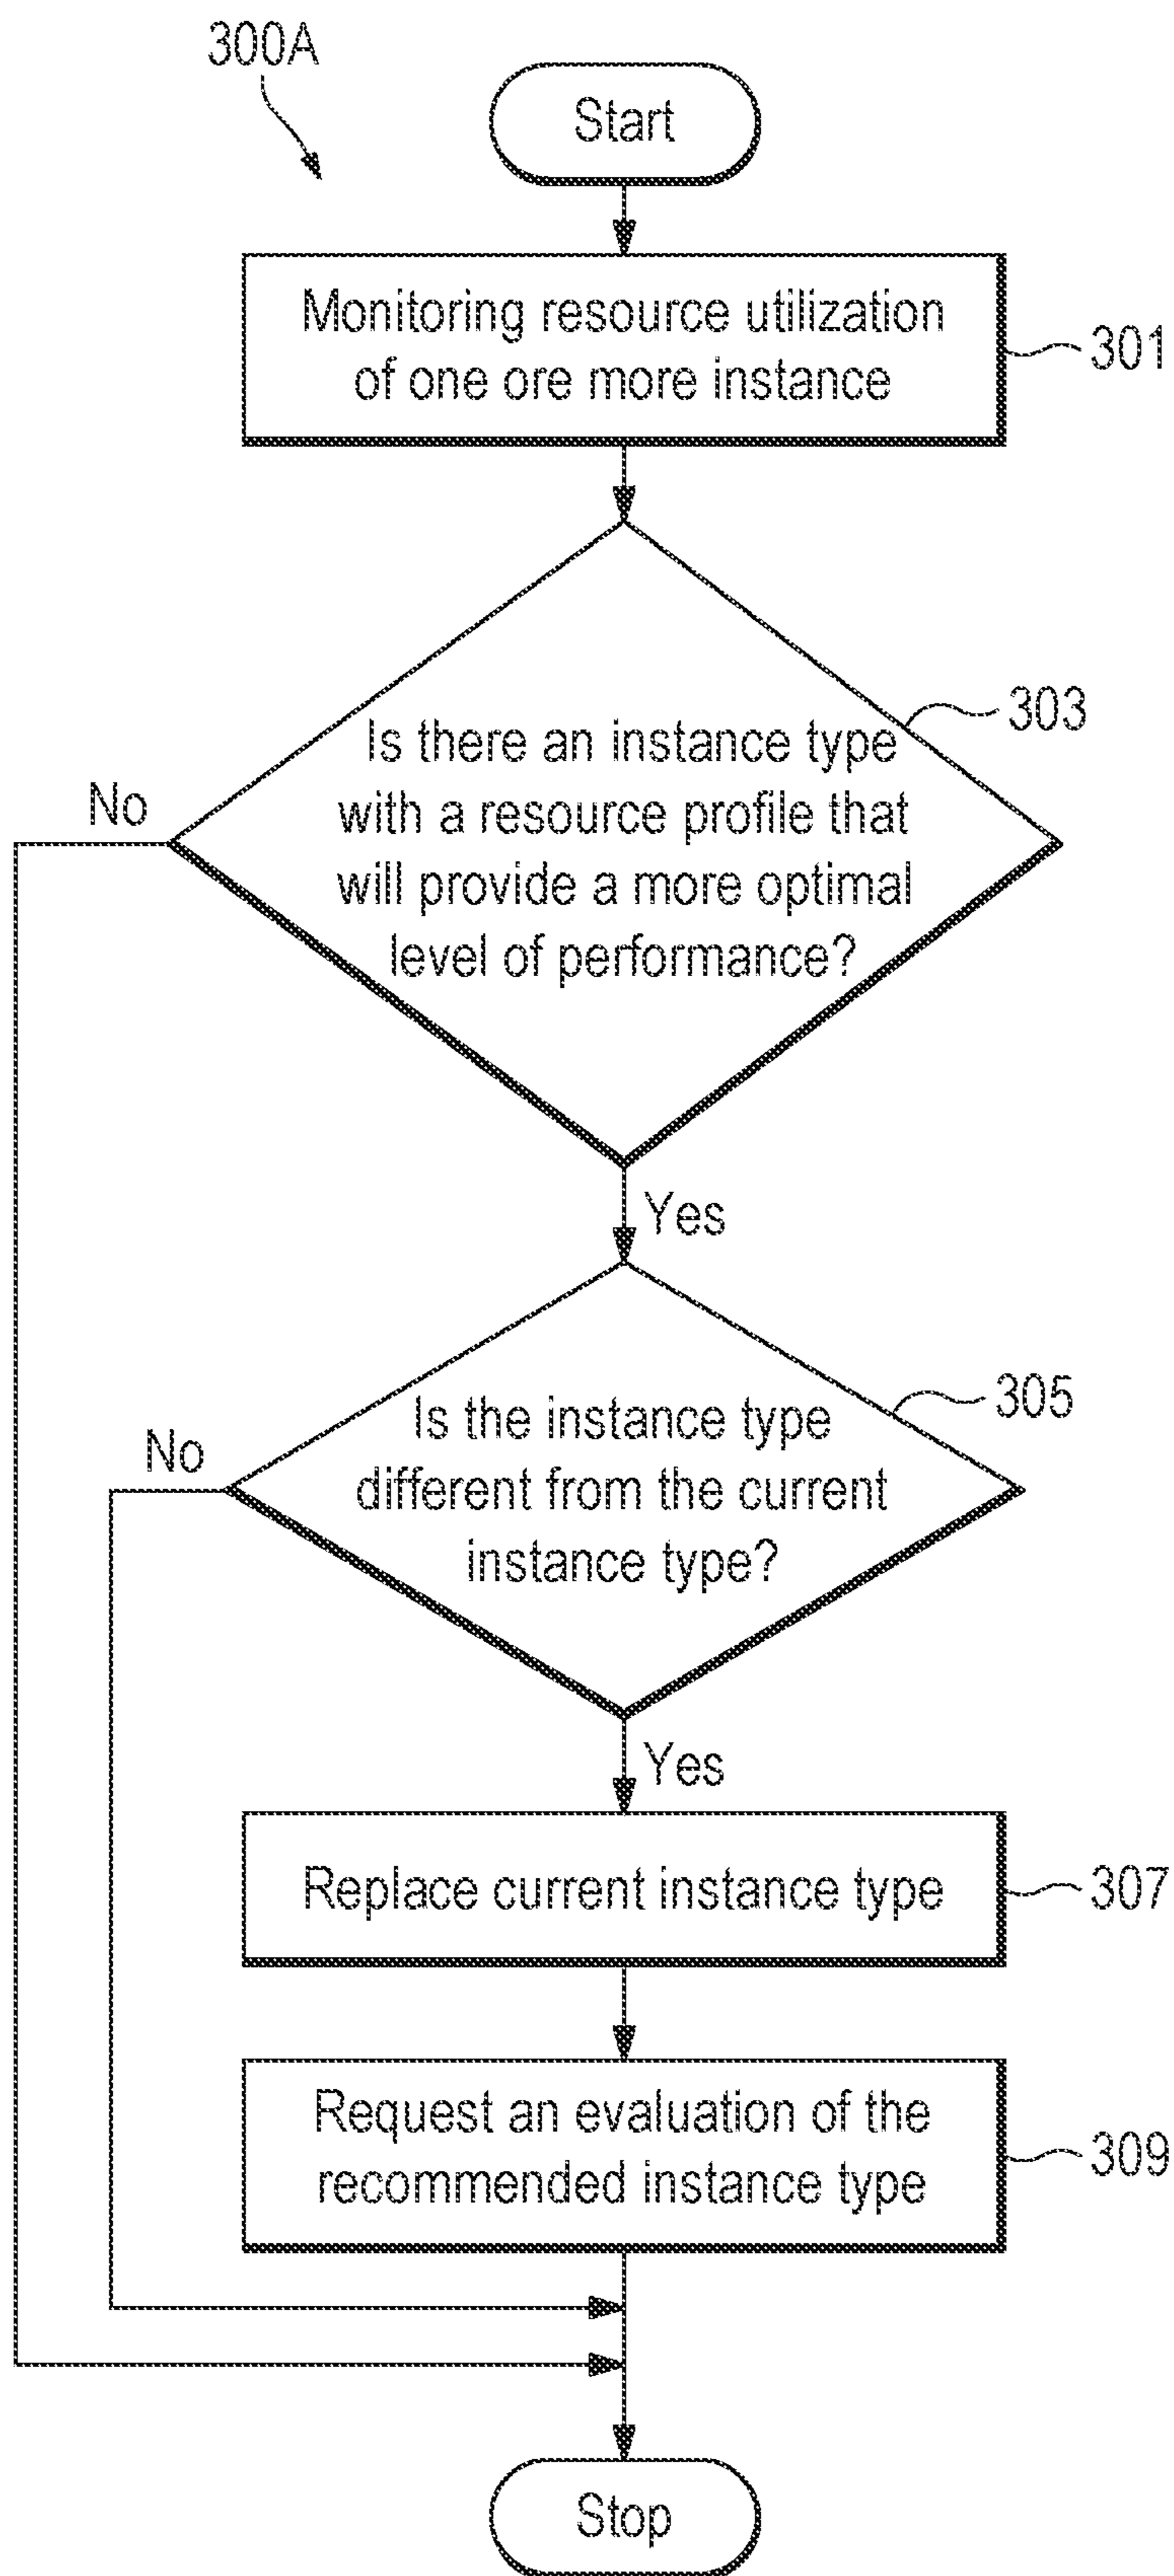 300A
Start
Monitoring resource utilization
of one ore more instance
301
Is there an instance type
with a resource profile that
will provide a more optimal
level of performance?
303
No
Yes
Is the instance type
different from the current
instance type?
305
No
Yes
Replace current instance type
307
Request an evaluation of the
recommended instance type
309
Stop